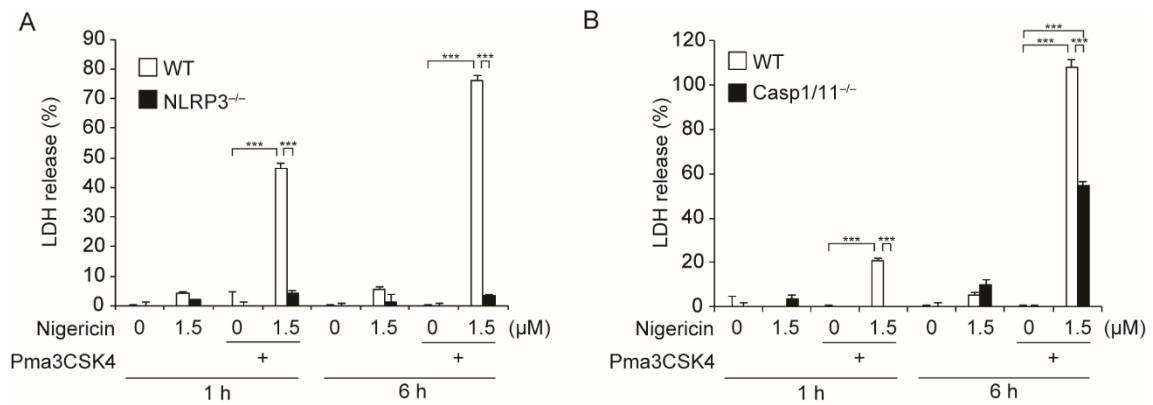 A
LDH release (%)
90
80
70
60
50
40
30
20
10
0
WT
NLRP3–/–
***
***
***
***
Nigericin 0 1.5 0 1.5 0 1.5 0 1.5 (µM)
Pma3CSK4 + +
1 h 6 h
B
LDH release (%)
120
100
80
60
40
20
0
WT
Casp1/11–/–
***
***
***
***
***
Nigericin 0 1.5 0 1.5 0 1.5 0 1.5 (µM)
Pma3CSK4 + +
1 h 6 h